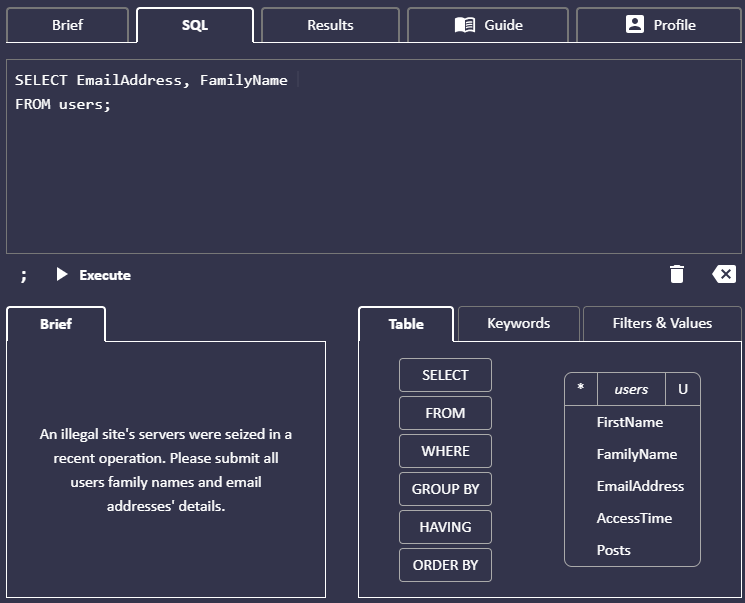 Brief
SQL
Results
Guide
Profile
SELECT EmailAddress, FamilyName
FROM users;
;
Execute
Brief
An illegal site's servers were seized in a
recent operation. Please submit all
users family names and email
addresses' details.
Table
Keywords
Filters & Values
SELECT
FROM
WHERE
GROUP BY
HAVING
ORDER BY
* users U
FirstName
FamilyName
EmailAddress
AccessTime
Posts